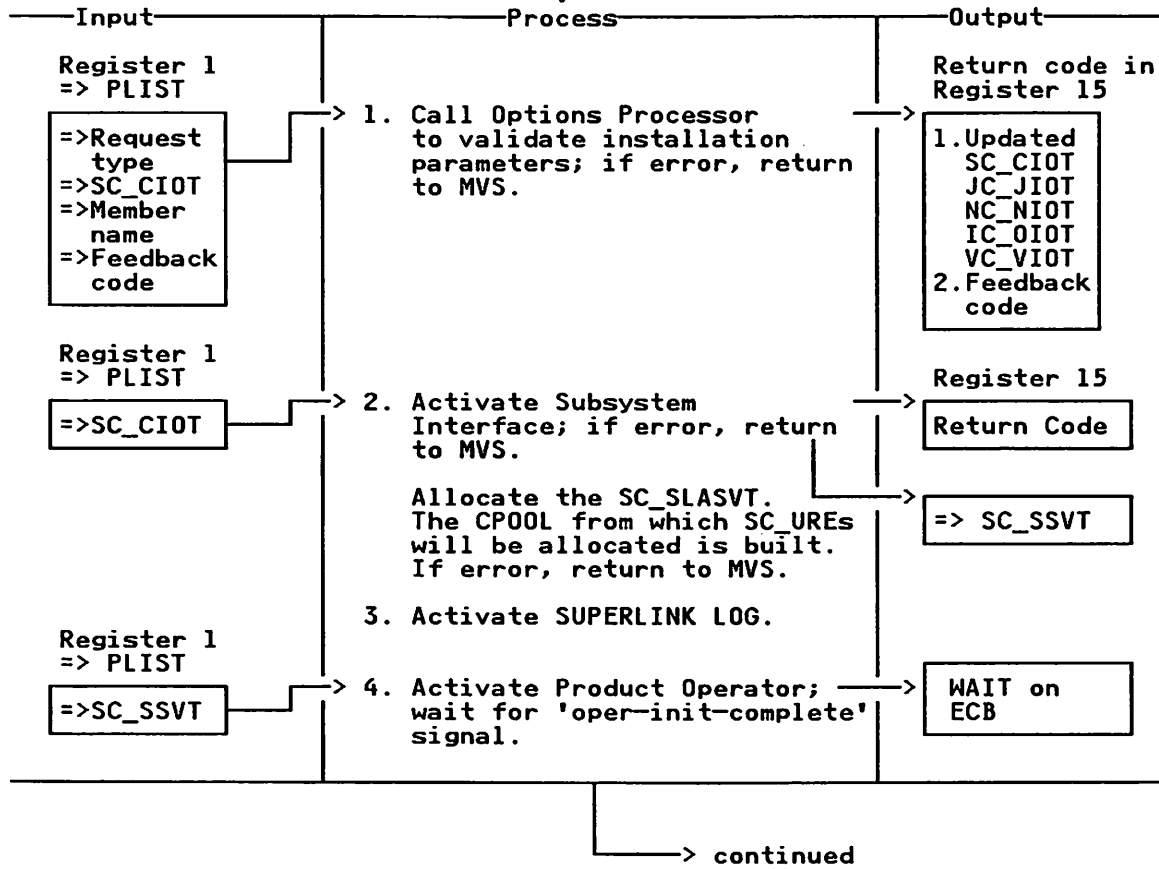 Input
Process
Output
Register 1
=> PLIST
=>Request
type
=>SC_CIOT
=>Member
name
=>Feedback
code
1. Call Options Processor
to validate installation
parameters; if error, return
to MVS.
Return code in
Register 15
1.Updated
SC_CIOT
JC_JIOT
NC_NIOT
IC_OIOT
VC_VIOT
2.Feedback
code
Register 1
=> PLIST
=>SC_CIOT
2. Activate Subsystem
Interface; if error, return
to MVS.
Allocate the SC_SLASVT.
The CPOOL from which SC_UREs
will be allocated is built.
If error, return to MVS.
Register 15
Return Code
=> SC_SSVT
3. Activate SUPERLINK LOG.
Register 1
=> PLIST
=>SC_SSVT
4. Activate Product Operator;
wait for 'oper-init-complete'
signal.
WAIT on
ECB
continued